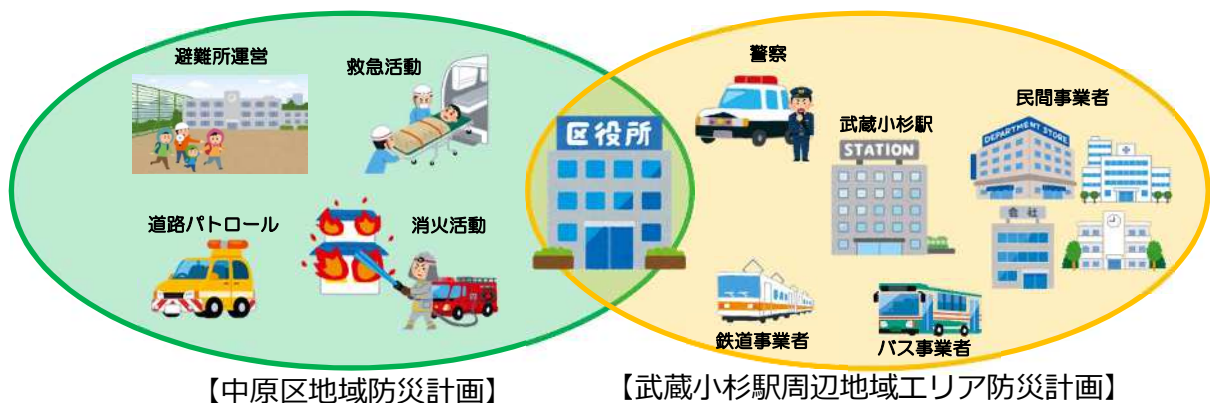 避難所運営
救急活動
道路パトロール
消火活動
区役所
警察
武蔵小杉駅
STATION
民間事業者
DEPARTMENT STORE
会社
鉄道事業者
バス事業者
【中原区地域防災計画】
【武蔵小杉駅周辺地域エリア防災計画】